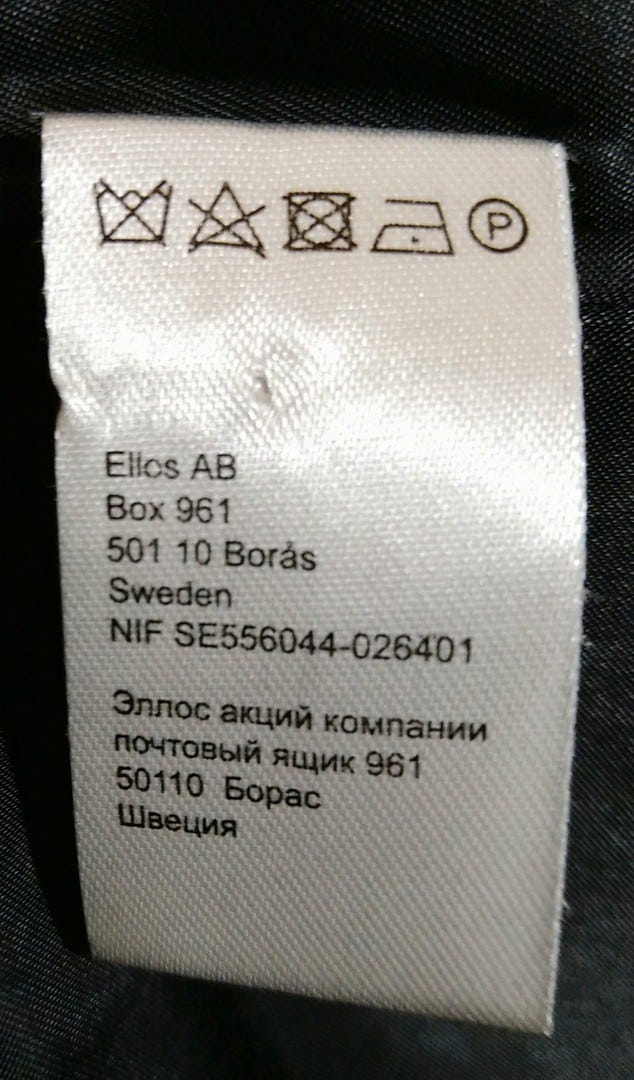 P
Ellos AB
Box 961
501 10 Borås
Sweden
NIF SE556044-026401
Эллос акций компании
почтовый ящик 961
50110 Борас
Швеция